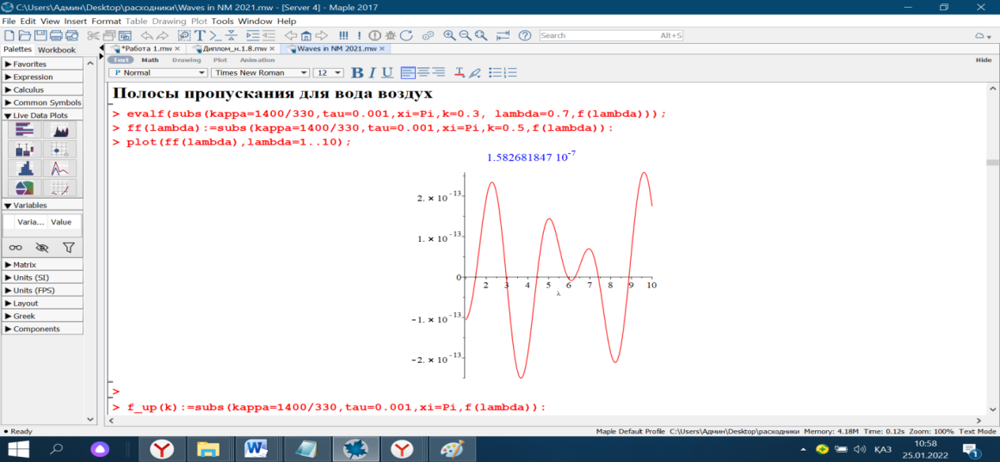 C:\Users\Админ\Desktop\расходники\Waves in NM 2021.mw - [Server 4] - Maple 2017
File Edit View Insert Format Table Drawing Plot Tools Window Help
Search Alt+S
Palettes Workbook
*Работа 1.mw Диплом_н.1.8.mw Waves in NM 2021.mw
Text Math Drawing Plot Animation Hide
P Normal Times New Roman 12 B I U
Favorites
Expression
Calculus
Common Symbols
Live Data Plots
Variables
Varia... Value
Matrix
Units (SI)
Units (FPS)
Layout
Greek
Components
Полосы пропускания для вода воздух
> evalf(subs(kappa=1400/330,tau=0.001,xi=Pi,k=0.3, lambda=0.7,f(lambda)));
> ff(lambda):=subs(kappa=1400/330,tau=0.001,xi=Pi,k=0.5,f(lambda)):
> plot(ff(lambda),lambda=1..10);
1.582681847 10^-7
2. × 10^-13
1. × 10^-13
0 2 3 4 5 6 7 8 9 10
λ
-1. × 10^-13
-2. × 10^-13
>
> f_up(k):=subs(kappa=1400/330,tau=0.001,xi=Pi,f(lambda)):
Ready Maple Default Profile C:\Users\Админ\Desktop\расходники Memory: 4.18M Time: 0.12s Zoom: 100% Text Mode
ҚАЗ 10:58
25.01.2022
1